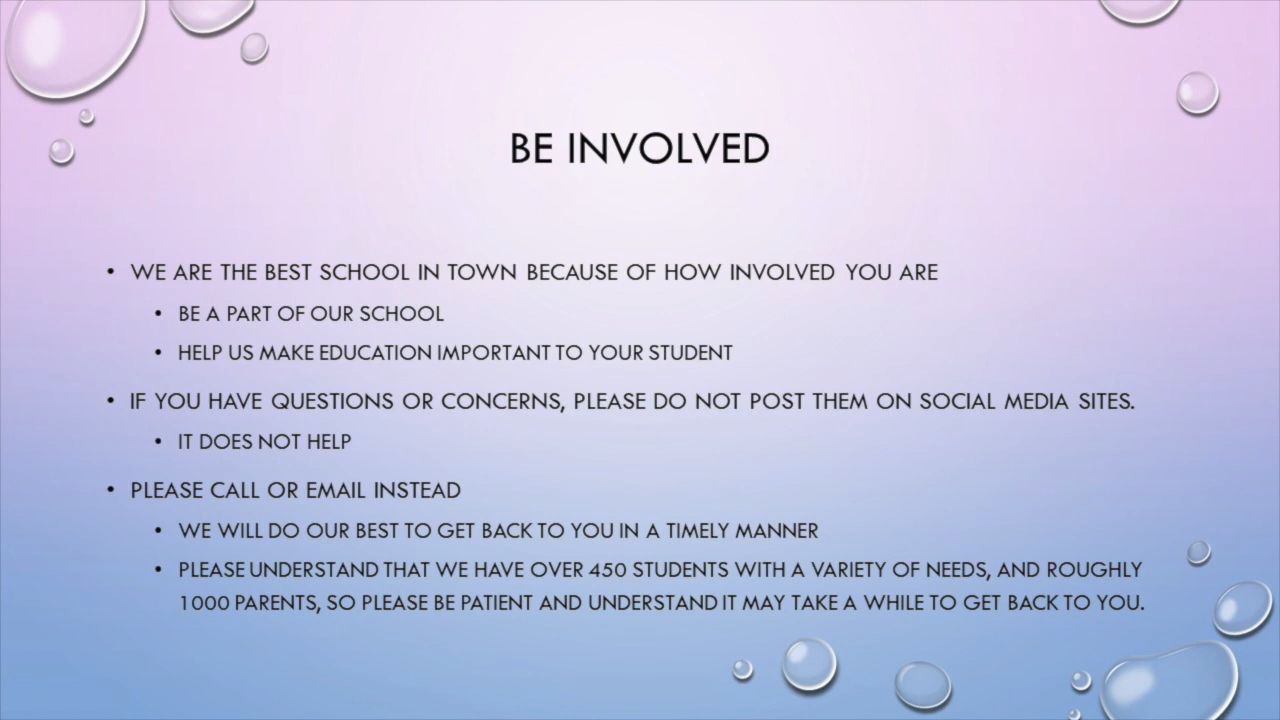 BE INVOLVED
• WE ARE THE BEST SCHOOL IN TOWN BECAUSE OF HOW INVOLVED YOU ARE
• BE A PART OF OUR SCHOOL
• HELP US MAKE EDUCATION IMPORTANT TO YOUR STUDENT
• IF YOU HAVE QUESTIONS OR CONCERNS, PLEASE DO NOT POST THEM ON SOCIAL MEDIA SITES.
• IT DOES NOT HELP
• PLEASE CALL OR EMAIL INSTEAD
• WE WILL DO OUR BEST TO GET BACK TO YOU IN A TIMELY MANNER
• PLEASE UNDERSTAND THAT WE HAVE OVER 450 STUDENTS WITH A VARIETY OF NEEDS, AND ROUGHLY
1000 PARENTS, SO PLEASE BE PATIENT AND UNDERSTAND IT MAY TAKE A WHILE TO GET BACK TO YOU.